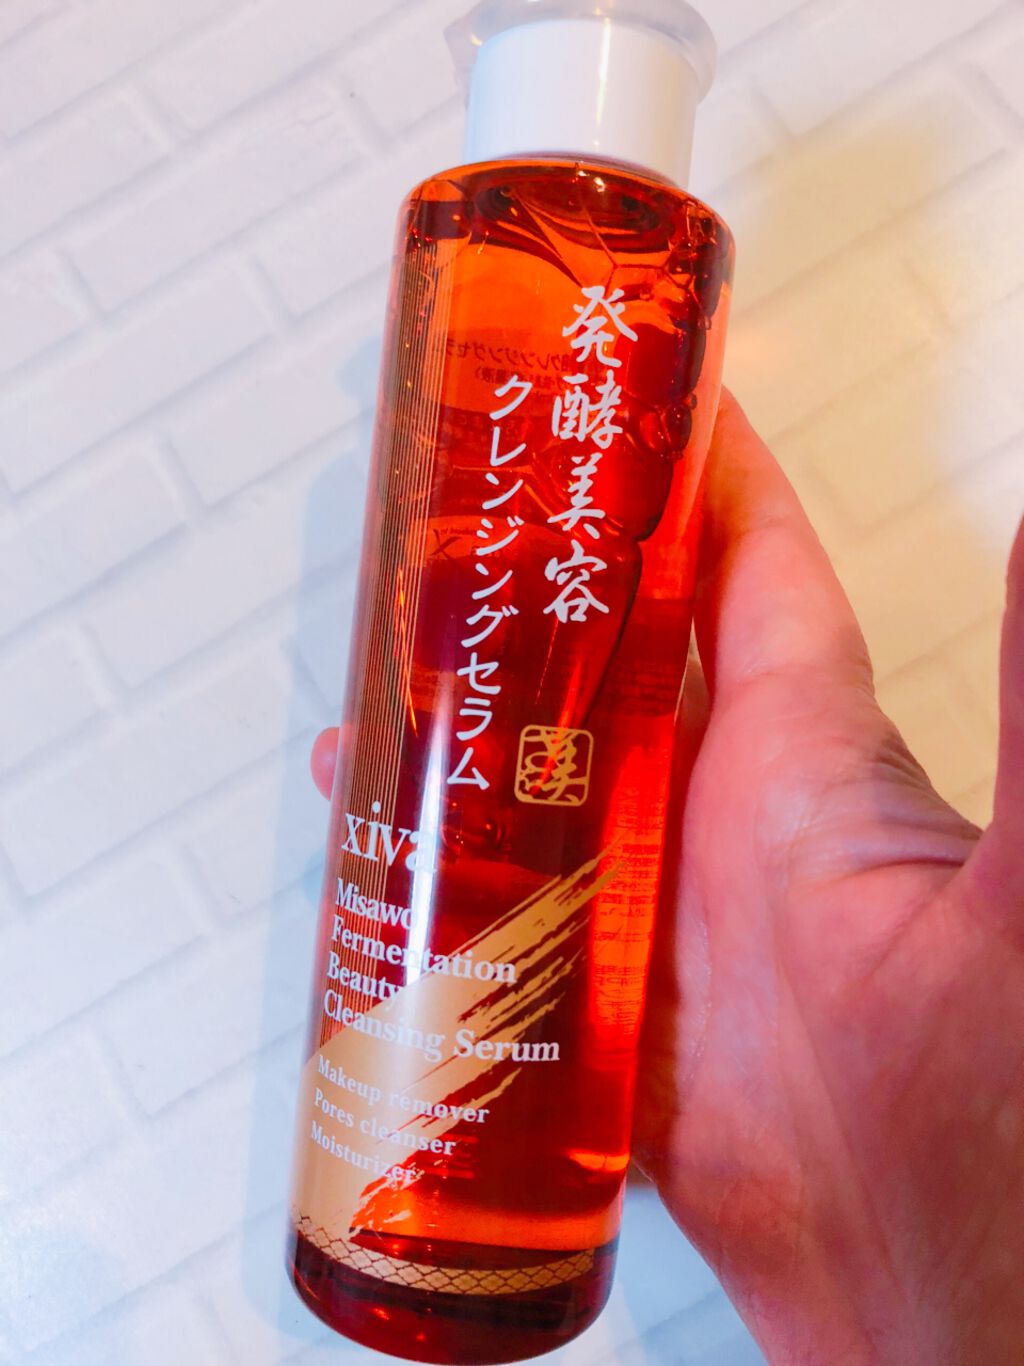 発酵美容
クレンジングセラム
美
xiva
Misawo
Fermentation
Beauty
Cleansing Serum
Makeup remover
Pores cleanser
Moisturizer